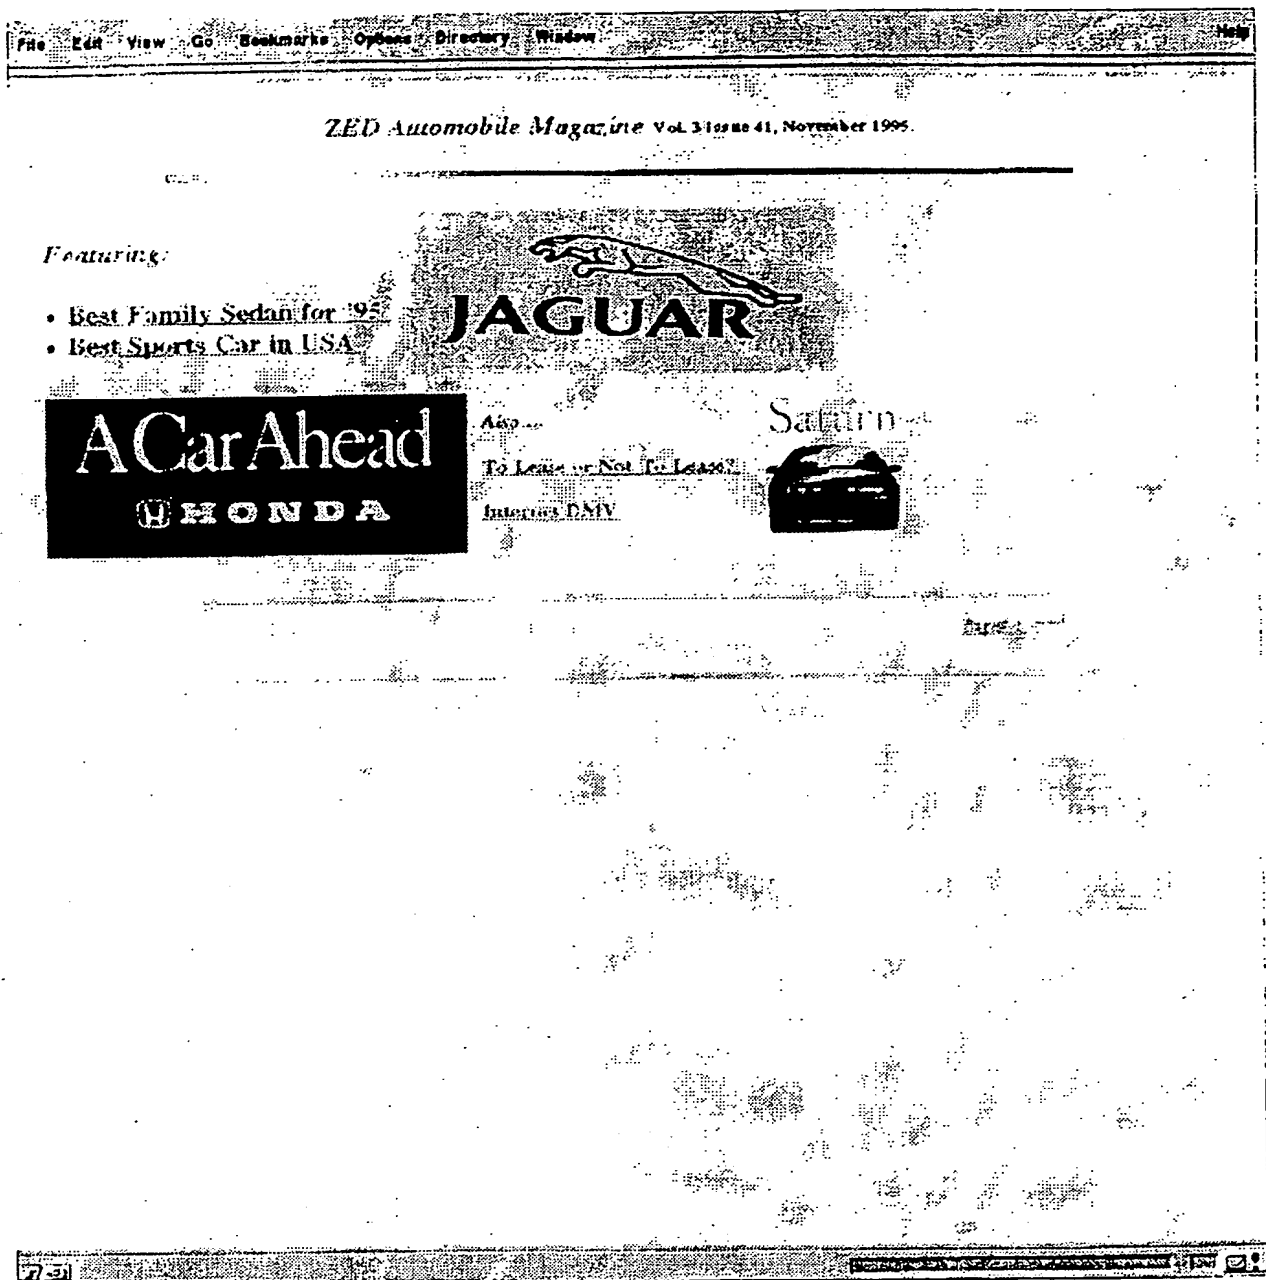 File Edit View Go Bookmarks Options Directory Window Help
ZED Automobile Magazine Vol. 3 Issue 41, November 1995.
Featuring:
• Best Family Sedan for '95
• Best Sports Car in USA
JAGUAR
A Car Ahead
HONDA
Also...
To Lease or Not To Lease?
Internet DMV
Saturn